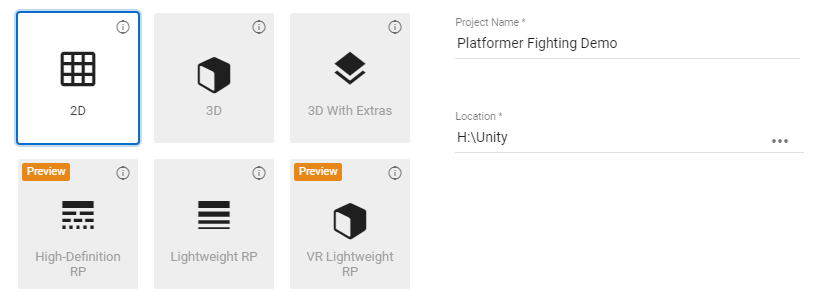 2D
3D
3D With Extras
Preview
High-Definition
RP
Lightweight RP
Preview
VR Lightweight
RP
Project Name *
Platformer Fighting Demo
Location *
H:\Unity